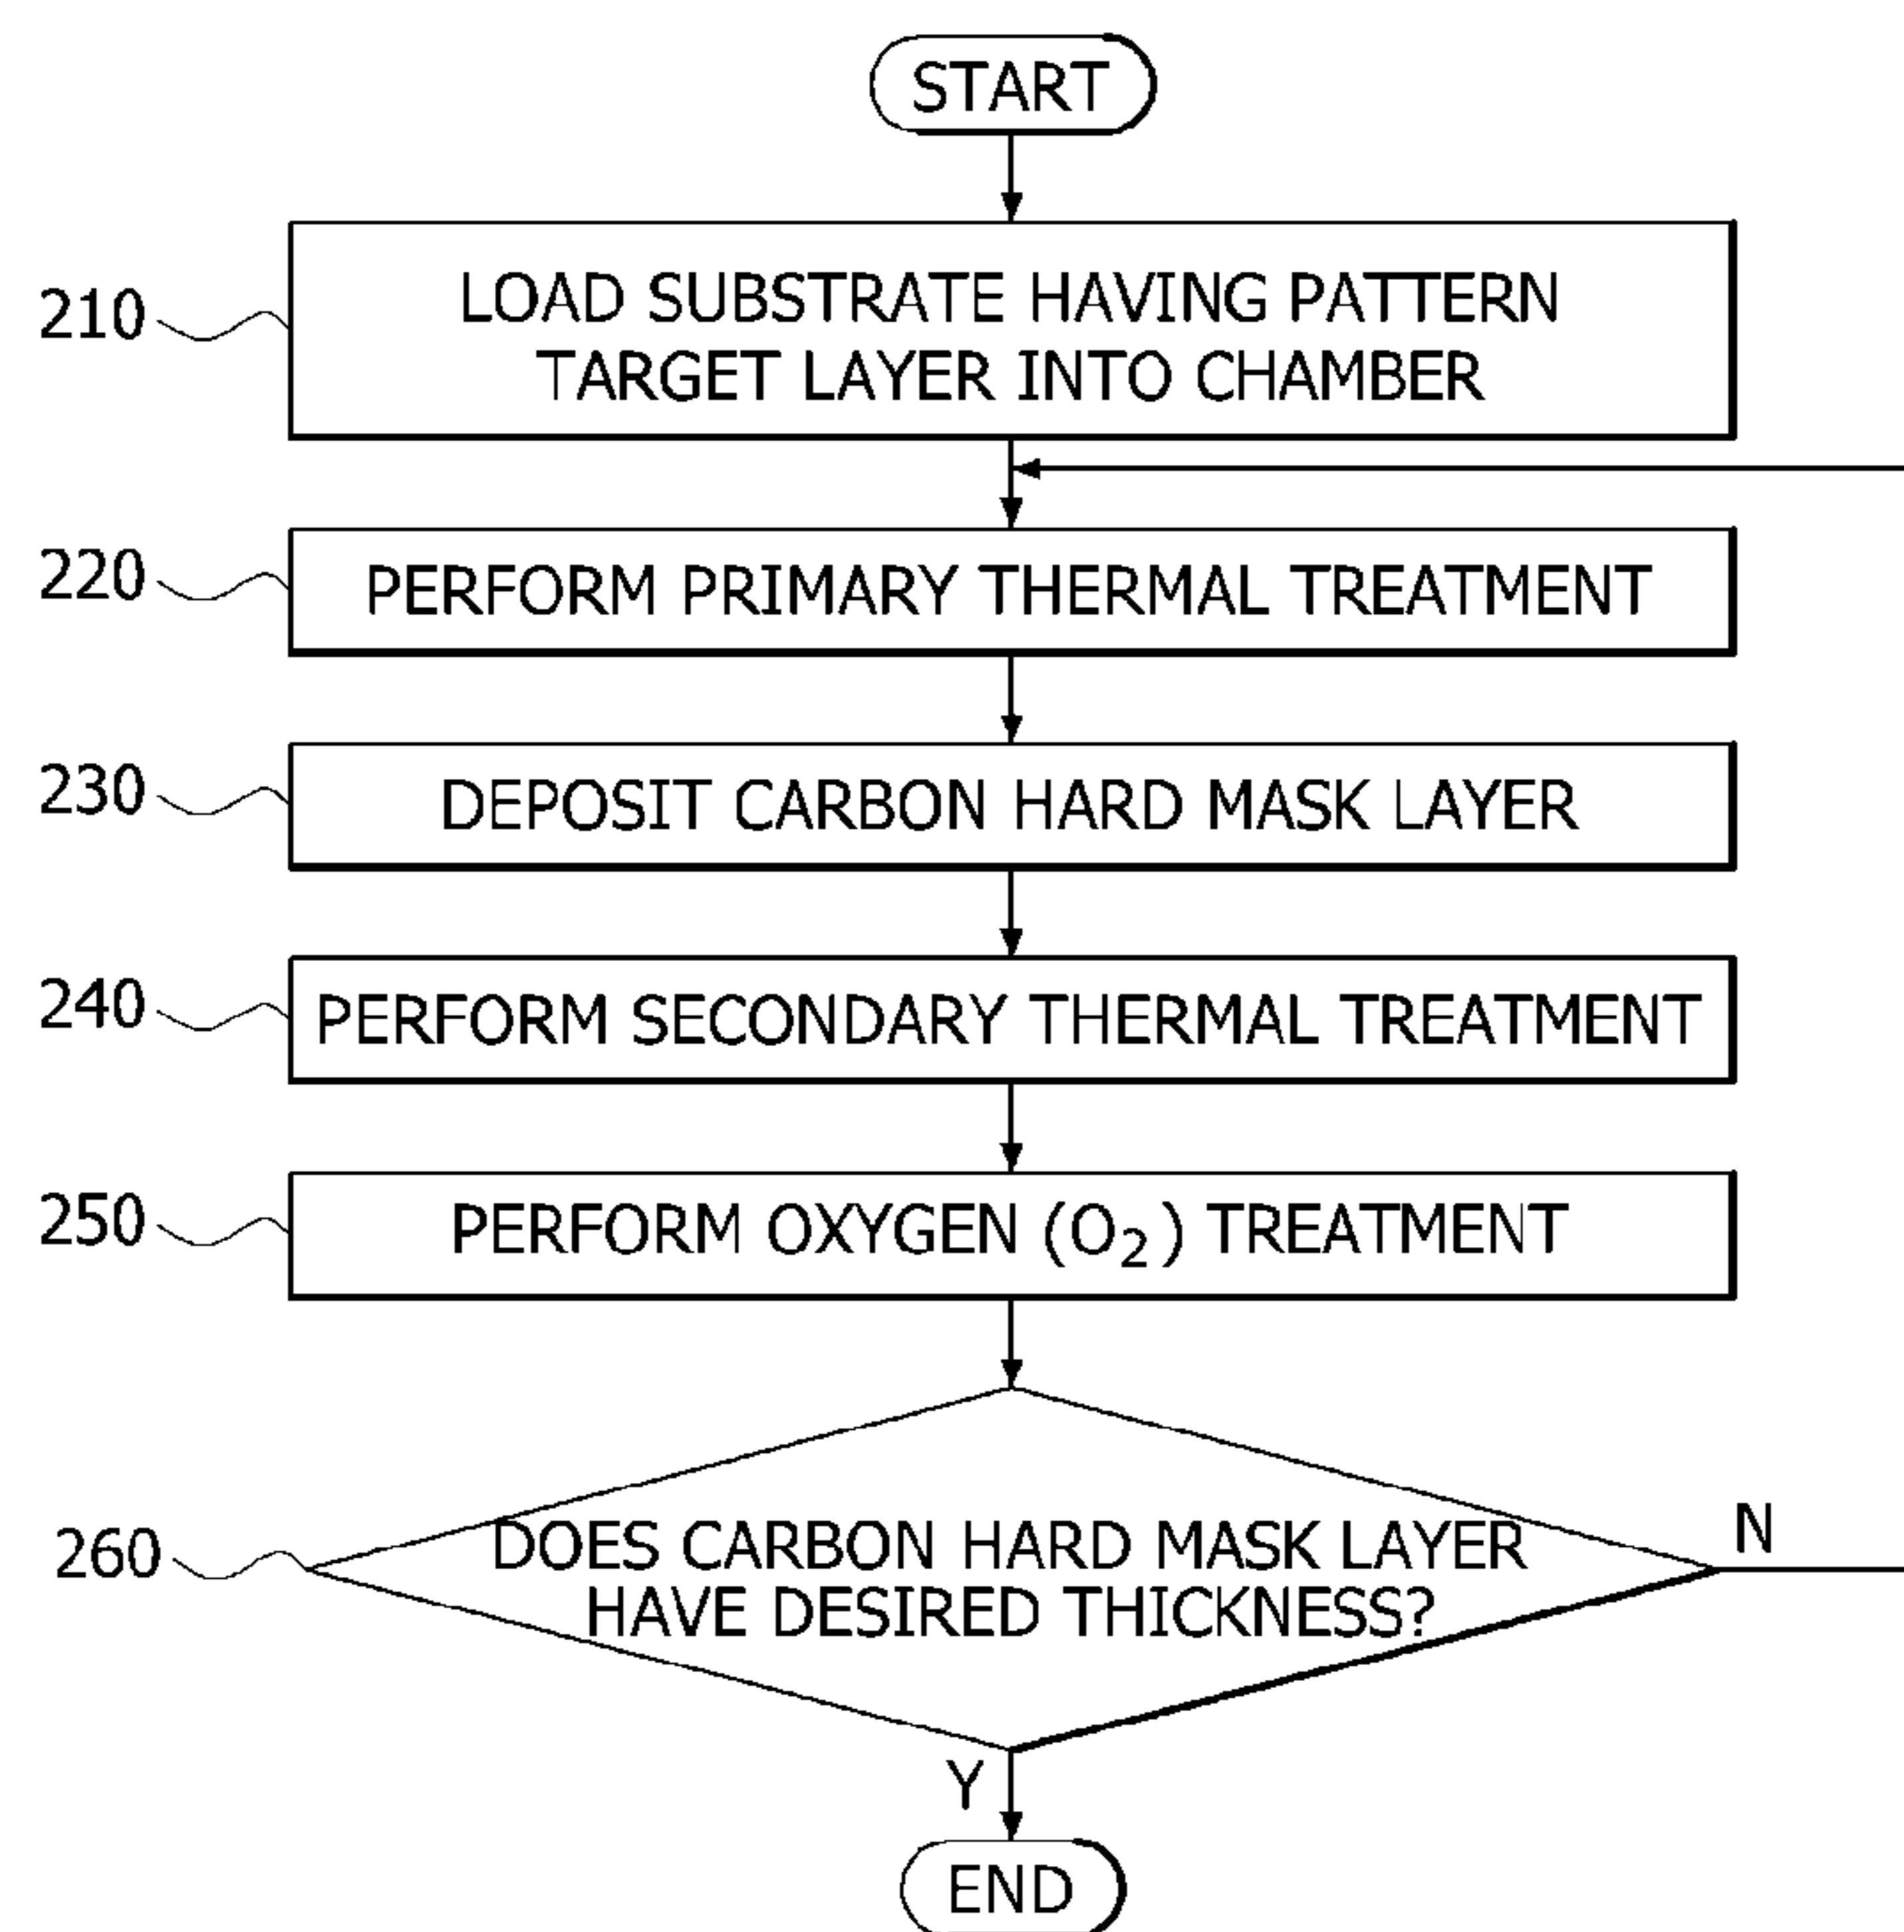 START
210
LOAD SUBSTRATE HAVING PATTERN
TARGET LAYER INTO CHAMBER
220
PERFORM PRIMARY THERMAL TREATMENT
230
DEPOSIT CARBON HARD MASK LAYER
240
PERFORM SECONDARY THERMAL TREATMENT
250
PERFORM OXYGEN (O₂) TREATMENT
260
DOES CARBON HARD MASK LAYER
HAVE DESIRED THICKNESS?
N
Y
END